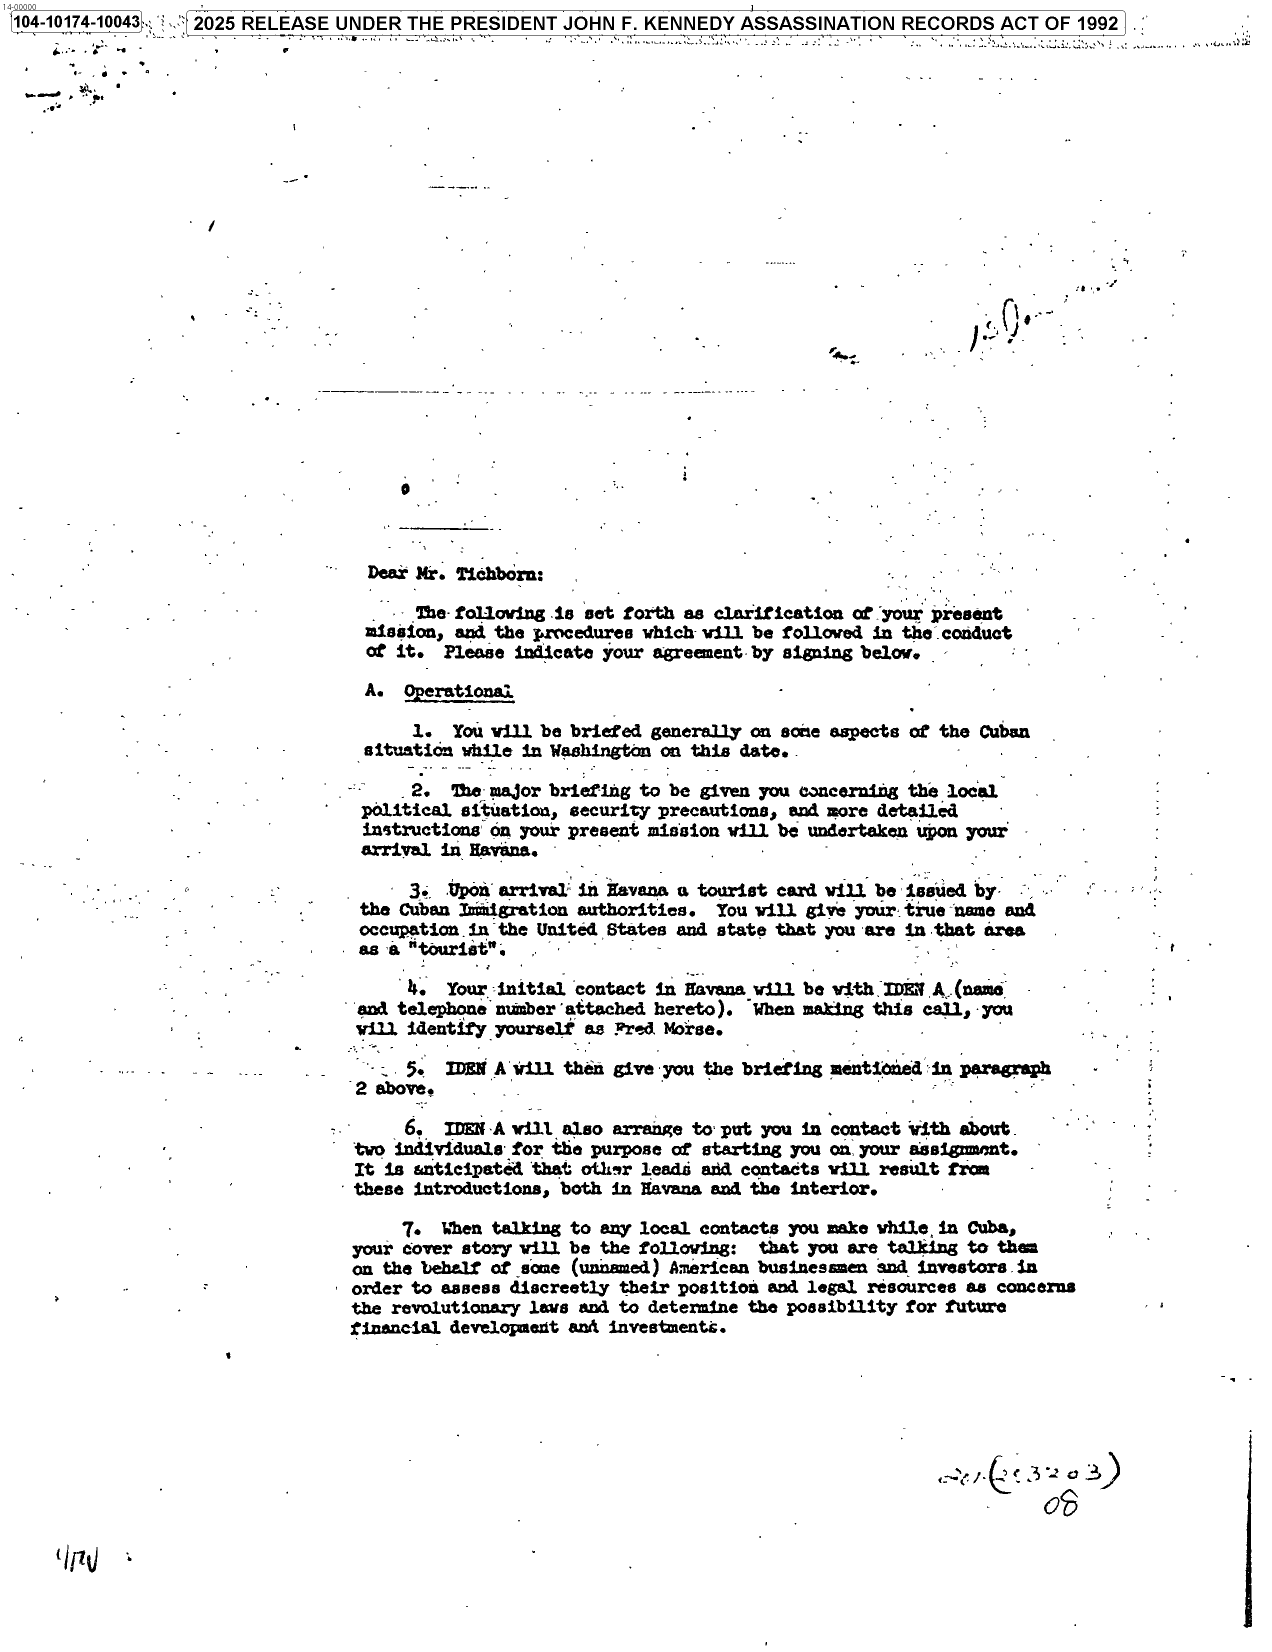 14-00000
104-10174-10043
2025 RELEASE UNDER THE PRESIDENT JOHN F. KENNEDY ASSASSINATION RECORDS ACT OF 1992
Dear Mr. Tichborn:
The following is set forth as clarification of your present
mission, and the procedures which will be followed in the conduct
of it. Please indicate your agreement by signing below.
A. Operational
1. You will be briefed generally on some aspects of the Cuban
situation while in Washington on this date.
2. The major briefing to be given you concerning the local
political situation, security precautions, and more detailed
instructions on your present mission will be undertaken upon your
arrival in Havana.
3. Upon arrival in Havana a tourist card will be issued by
the Cuban Immigration authorities. You will give your true name and
occupation in the United States and state that you are in that area
as a "tourist".
4. Your initial contact in Havana will be with IDEN A (name
and telephone number attached hereto). When making this call, you
will identify yourself as Fred Morse.
5. IDEN A will then give you the briefing mentioned in paragraph
2 above.
6. IDEN A will also arrange to put you in contact with about
two individuals for the purpose of starting you on your assignment.
It is anticipated that other leads and contacts will result from
these introductions, both in Havana and the interior.
7. When talking to any local contacts you make while in Cuba,
your cover story will be the following: that you are talking to them
on the behalf of some (unnamed) American businessmen and investors in
order to assess discreetly their position and legal resources as concerns
the revolutionary laws and to determine the possibility for future
financial development and investments.
08